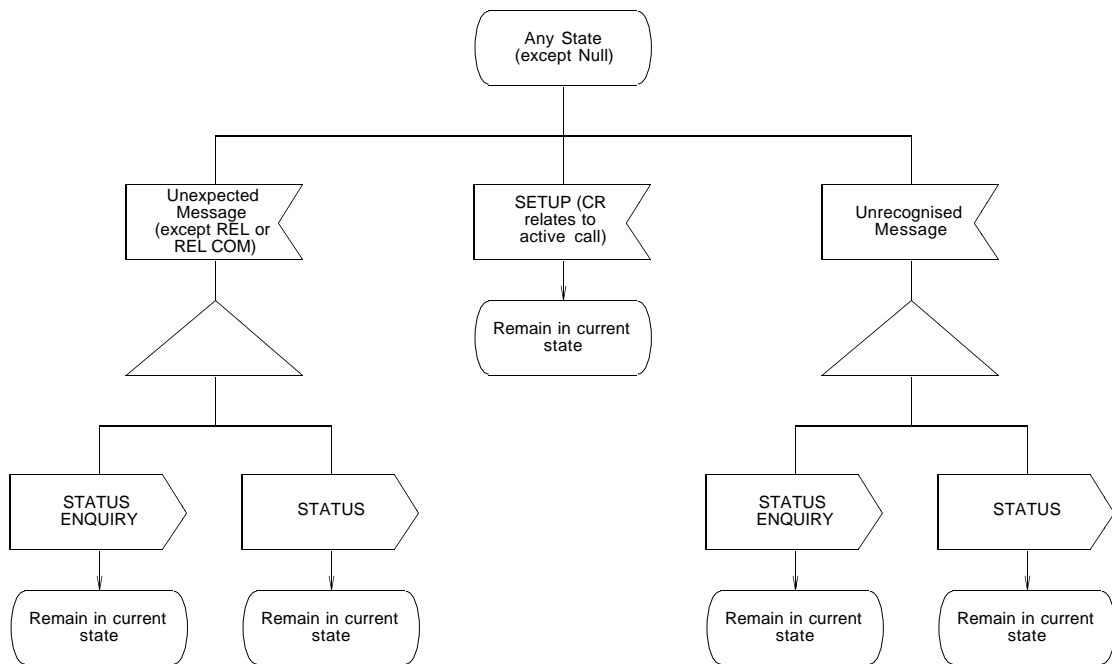 Any State
(except Null)
Unexpected
Message
(except REL or
REL COM)
SETUP (CR
relates to
active call)
Unrecognised
Message
Remain in current
state
STATUS
ENQUIRY
STATUS
STATUS
ENQUIRY
STATUS
Remain in current
state
Remain in current
state
Remain in current
state
Remain in current
state